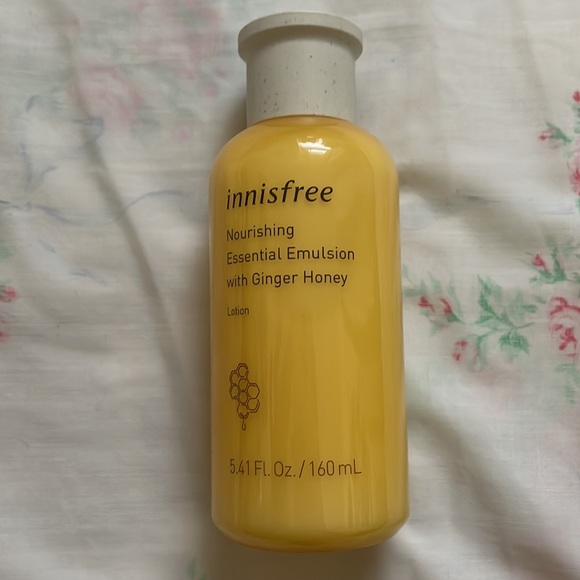 innisfree
Nourishing
Essential Emulsion
with Ginger Honey
Lotion
5.41 Fl. Oz. / 160 mL